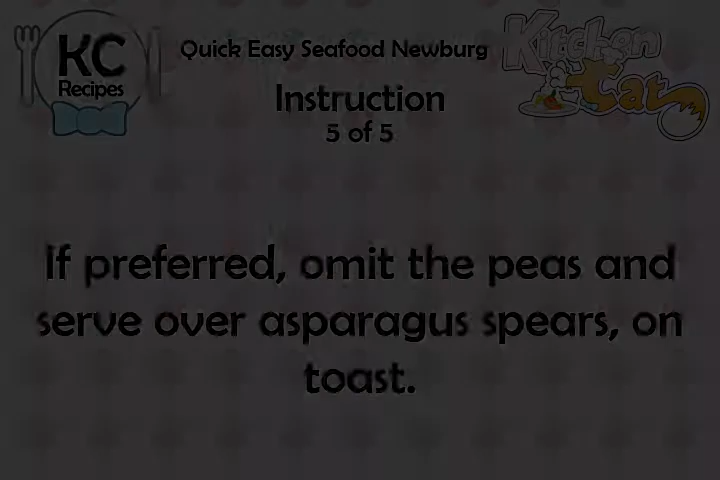 KC
Recipes
Quick Easy Seafood Newburg
Kitchen
Cat
Instruction
5 of 5
If preferred, omit the peas and
serve over asparagus spears, on
toast.